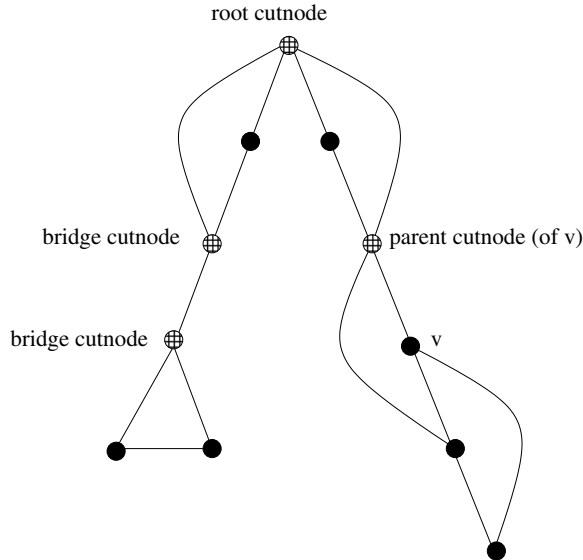 root cutnode
bridge cutnode
parent cutnode (of v)
bridge cutnode
v